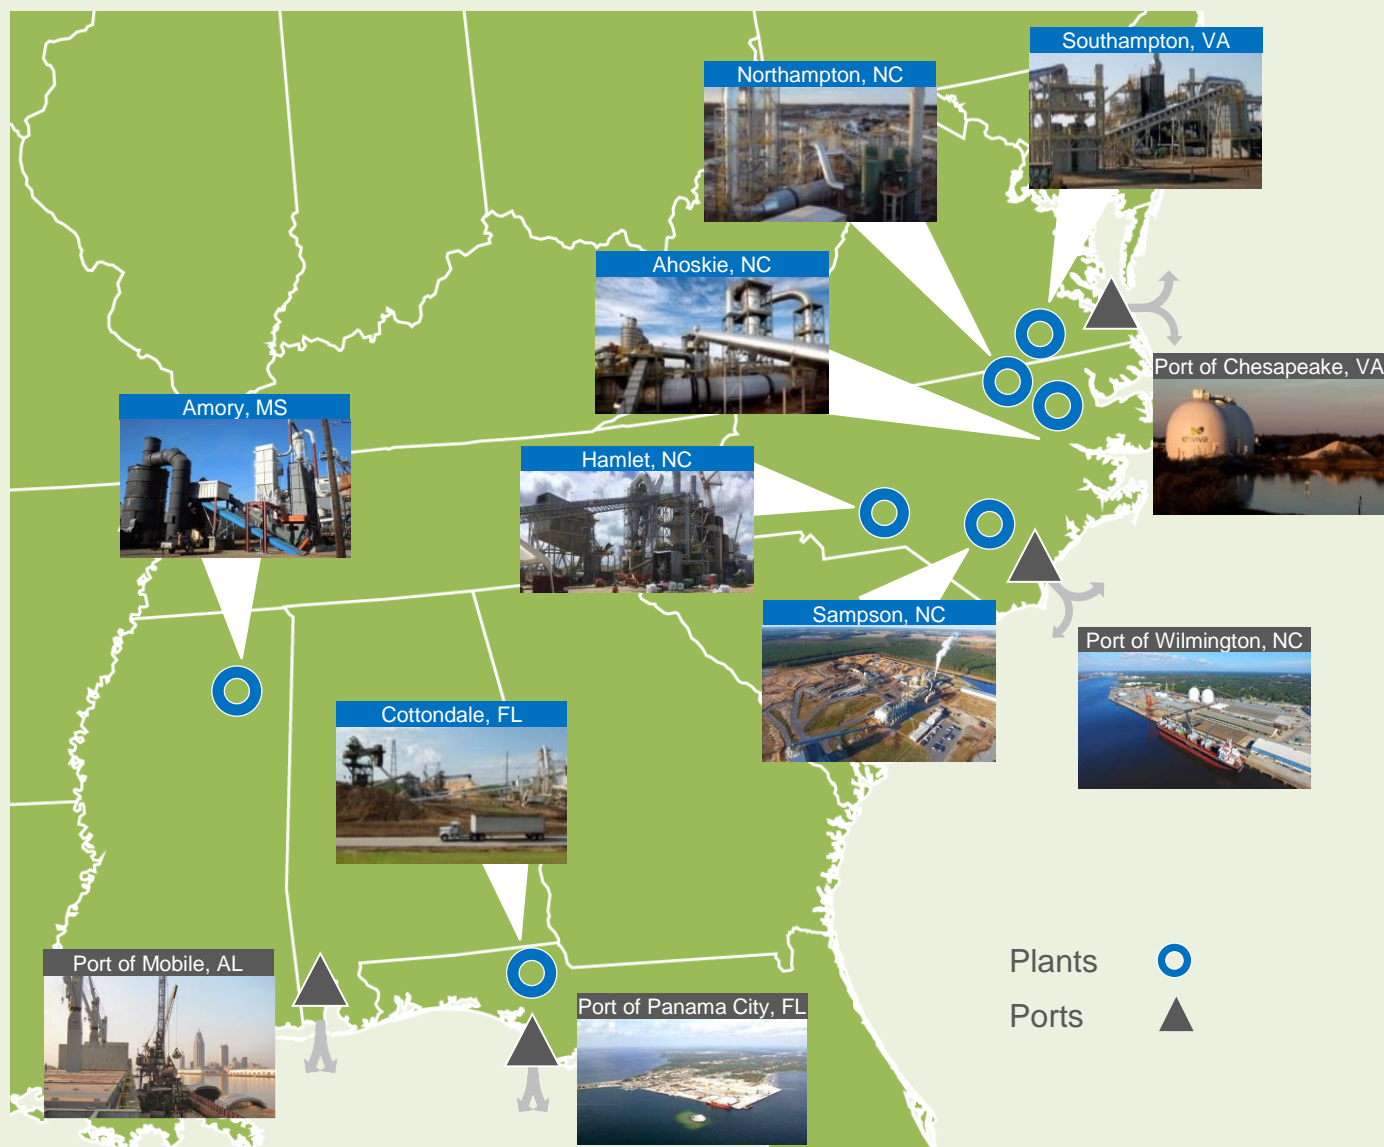 Southampton, VA
Northampton, NC
Ahoskie, NC
Port of Chesapeake, VA
enviva
Amory, MS
Hamlet, NC
Sampson, NC
Port of Wilmington, NC
Cottondale, FL
Port of Mobile, AL
Port of Panama City, FL
Plants
Ports